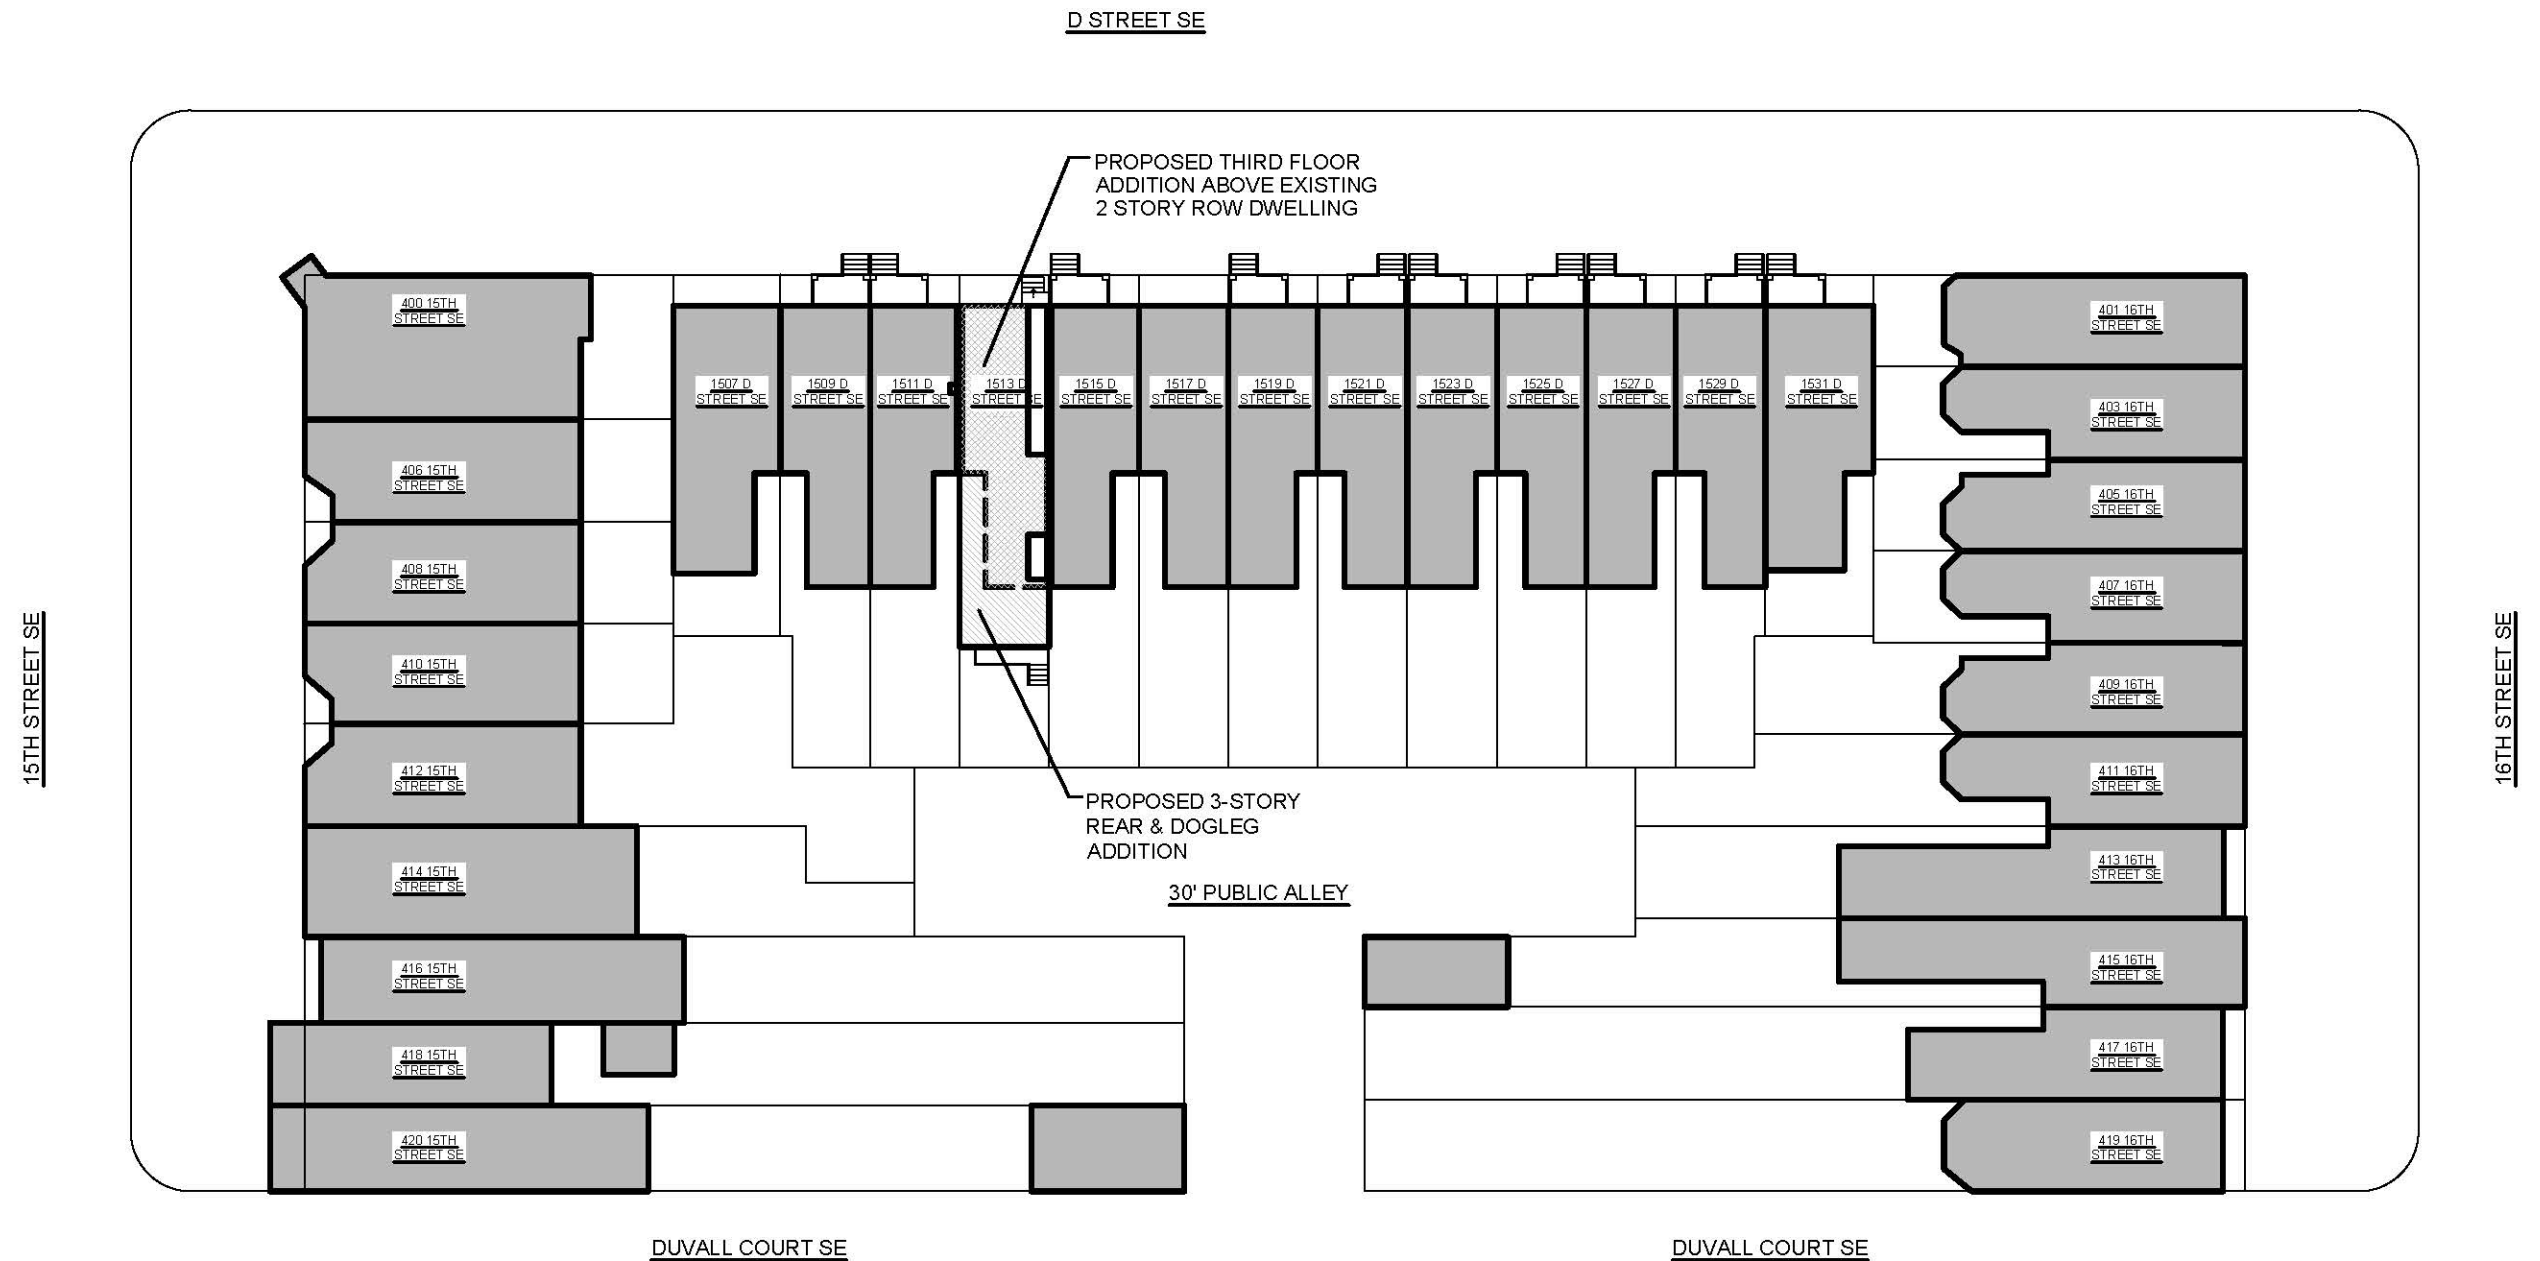 D STREET SE
PROPOSED THIRD FLOOR
ADDITION ABOVE EXISTING
2 STORY ROW DWELLING
400 15TH
STREET SE
406 15TH
STREET SE
408 15TH
STREET SE
410 15TH
STREET SE
412 15TH
STREET SE
414 15TH
STREET SE
416 15TH
STREET SE
418 15TH
STREET SE
420 15TH
STREET SE
1507 D
STREET SE
1509 D
STREET SE
1511 D
STREET SE
1513 D
STREET SE
1515 D
STREET SE
1517 D
STREET SE
1519 D
STREET SE
1521 D
STREET SE
1523 D
STREET SE
1525 D
STREET SE
1527 D
STREET SE
1529 D
STREET SE
1531 D
STREET SE
401 16TH
STREET SE
403 16TH
STREET SE
405 16TH
STREET SE
407 16TH
STREET SE
409 16TH
STREET SE
411 16TH
STREET SE
413 16TH
STREET SE
415 16TH
STREET SE
417 16TH
STREET SE
419 16TH
STREET SE
15TH STREET SE
16TH STREET SE
PROPOSED 3-STORY
REAR & DOGLEG
ADDITION
30' PUBLIC ALLEY
DUVALL COURT SE
DUVALL COURT SE